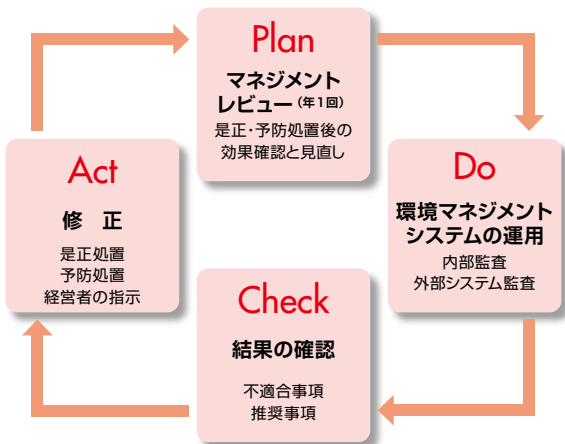 Plan
マネジメント
レビュー(年1回)
是正・予防処置後の
効果確認と見直し
Do
環境マネジメント
システムの運用
内部監査
外部システム監査
Check
結果の確認
不適合事項
推奨事項
Act
修 正
是正処置
予防処置
経営者の指示